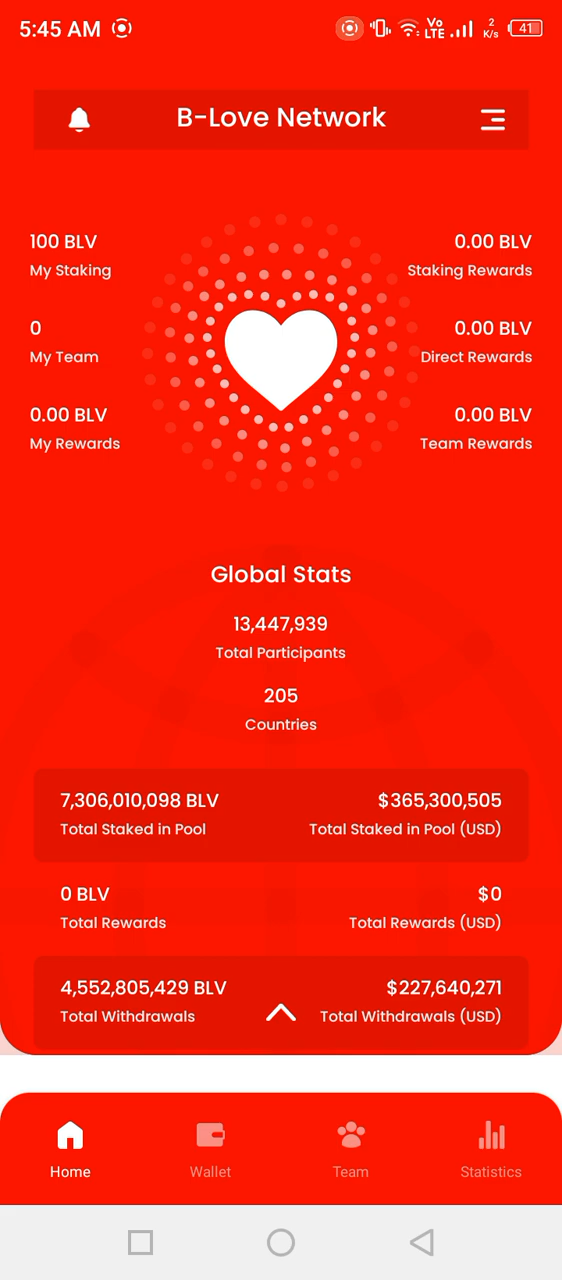 5:45 AM
Vo LTE 2 K/s 41
B-Love Network
100 BLV
My Staking
0.00 BLV
Staking Rewards
0
My Team
0.00 BLV
Direct Rewards
0.00 BLV
My Rewards
0.00 BLV
Team Rewards
Global Stats
13,447,939
Total Participants
205
Countries
7,306,010,098 BLV
Total Staked in Pool
$365,300,505
Total Staked in Pool (USD)
0 BLV
Total Rewards
$0
Total Rewards (USD)
4,552,805,429 BLV
Total Withdrawals
$227,640,271
Total Withdrawals (USD)
Home
Wallet
Team
Statistics